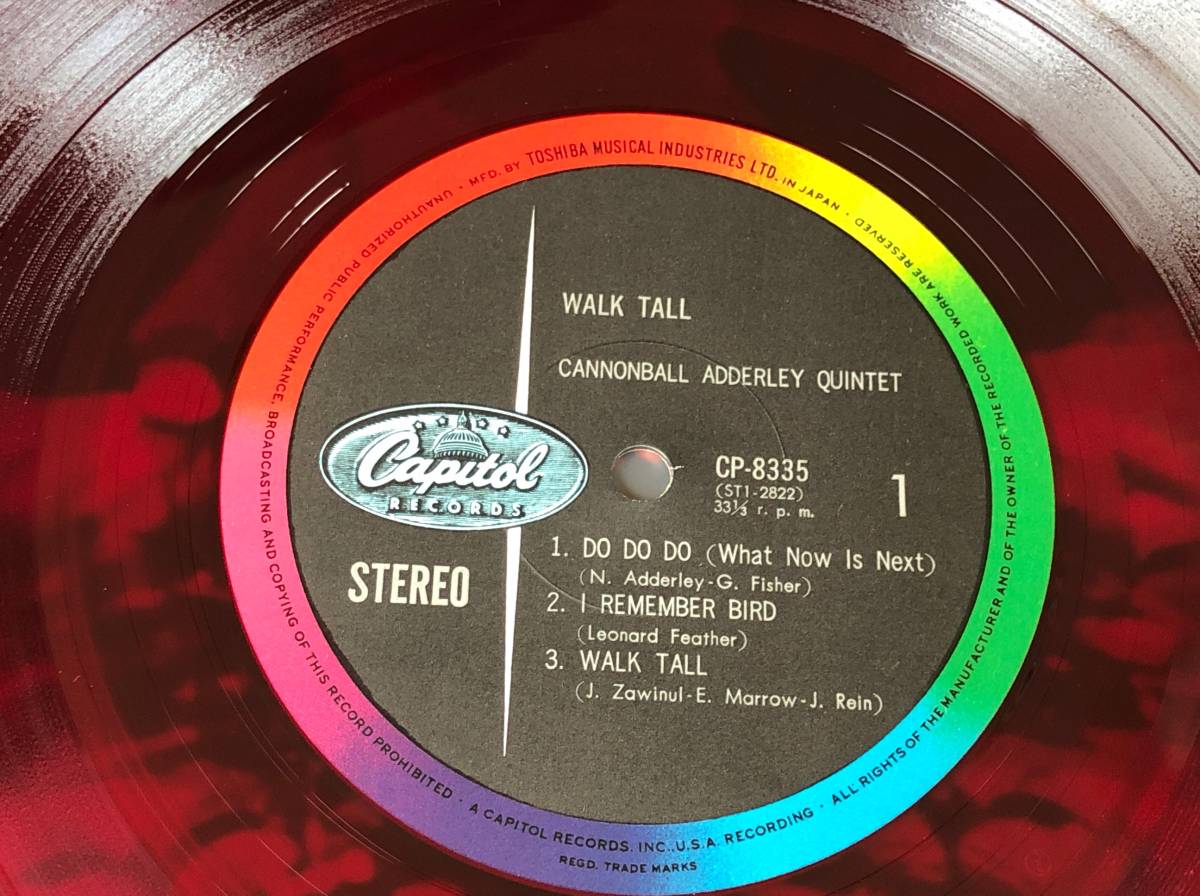 MFD. BY TOSHIBA MUSICAL INDUSTRIES LTD. IN JAPAN · ALL RIGHTS OF THE MANUFACTURER AND OF THE OWNER OF THE RECORDED WORK ARE RESERVED
UNAUTHORIZED PUBLIC PERFORMANCE, BROADCASTING AND COPYING OF THIS RECORD PROHIBITED · A CAPITOL RECORDS, INC., U.S.A. RECORDING ·
REGD. TRADE MARKS
WALK TALL
CANNONBALL ADDERLEY QUINTET
Capitol
RECORDS
STEREO
CP-8335
(ST1-2822)
33⅓ r. p. m.
1
1. DO DO DO (What Now Is Next)
(N. Adderley-G. Fisher)
2. I REMEMBER BIRD
(Leonard Feather)
3. WALK TALL
(J. Zawinul-E. Marrow-J. Rein)